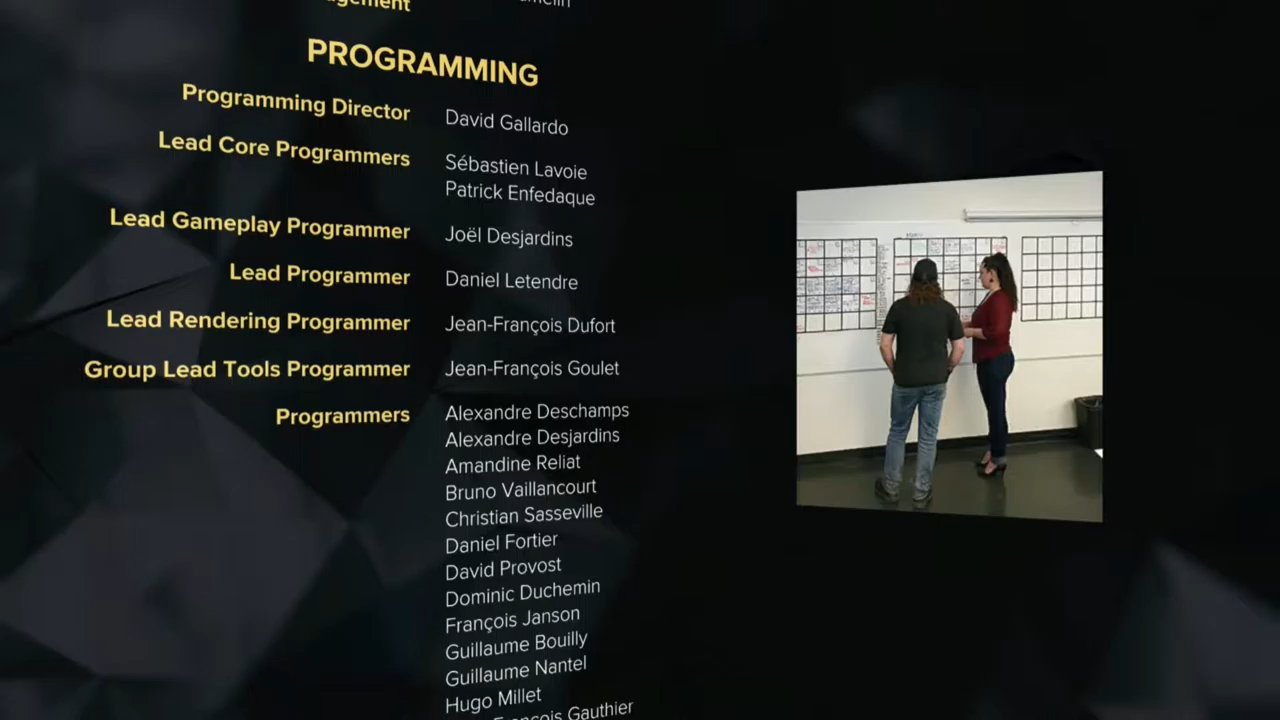 PROGRAMMING
Programming Director David Gallardo
Lead Core Programmers Sébastien Lavoie
Patrick Enfedaque
Lead Gameplay Programmer Joël Desjardins
Lead Programmer Daniel Letendre
Lead Rendering Programmer Jean-François Dufort
Group Lead Tools Programmer Jean-François Goulet
Programmers Alexandre Deschamps
Alexandre Desjardins
Amandine Reliat
Bruno Vaillancourt
Christian Sasseville
Daniel Fortier
David Provost
Dominic Duchemin
François Janson
Guillaume Bouilly
Guillaume Nantel
Hugo Millet
François Gauthier